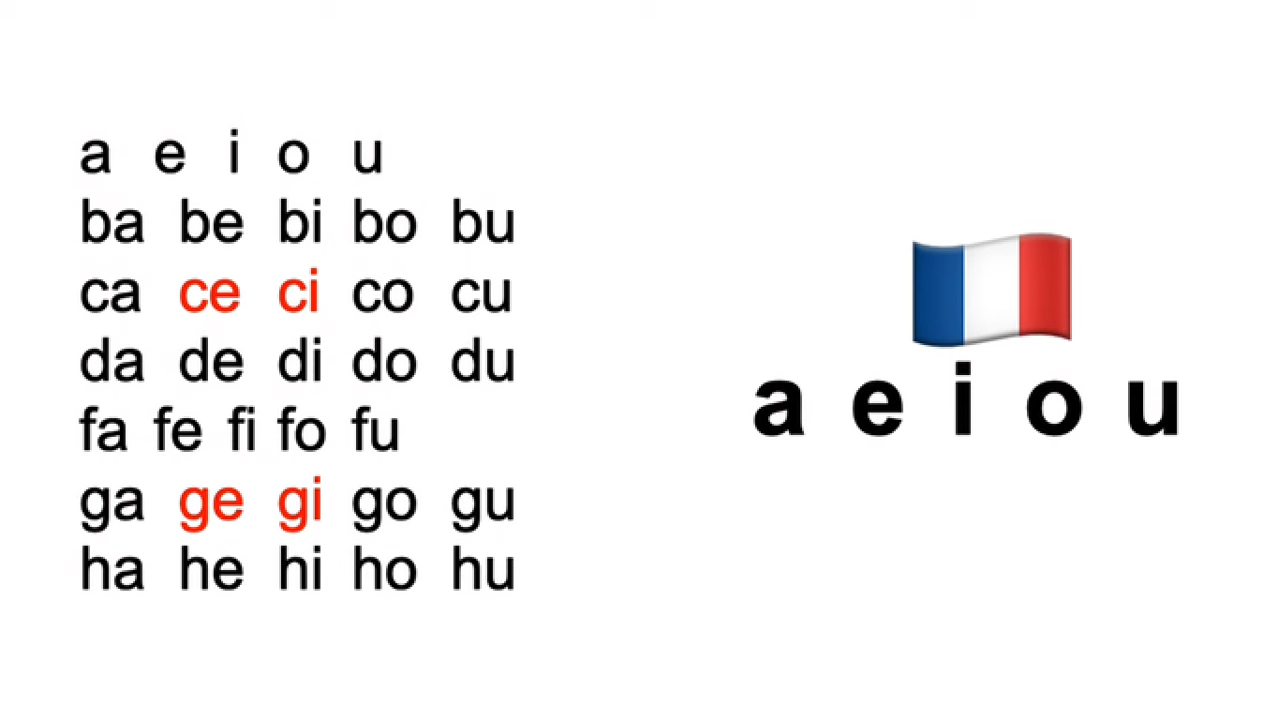 a e i o u
ba be bi bo bu
ca ce ci co cu
da de di do du
fa fe fi fo fu
ga ge gi go gu
ha he hi ho hu
a e i o u